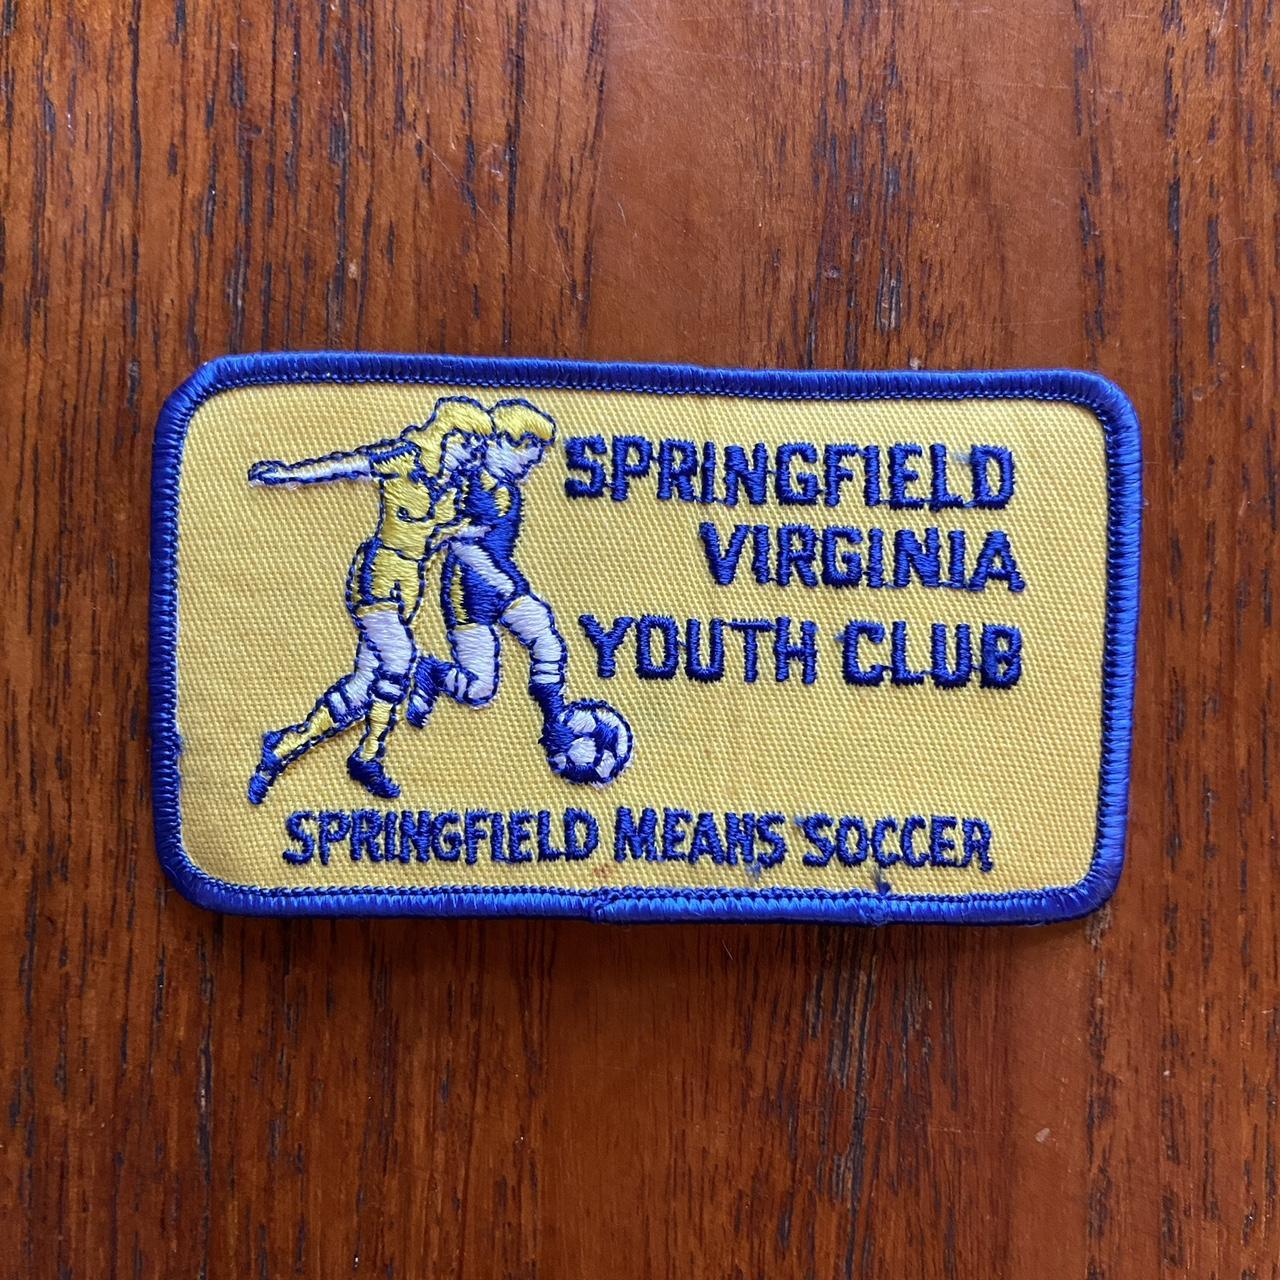 SPRINGFIELD
VIRGINIA
YOUTH CLUB
SPRINGFIELD MEANS SOCCER